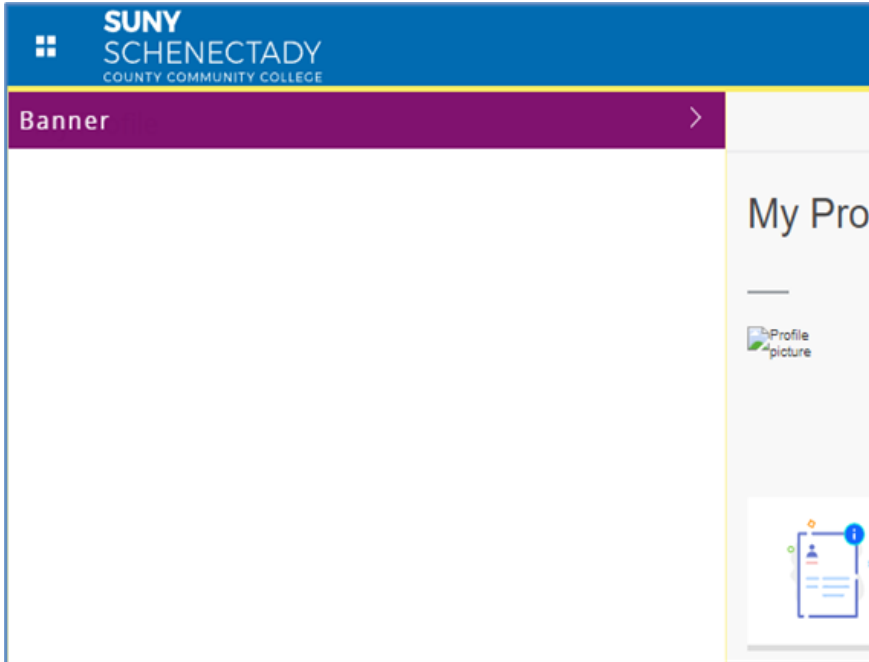 SUNY
SCHENECTADY
COUNTY COMMUNITY COLLEGE
Banner
My Pro
Profile
picture